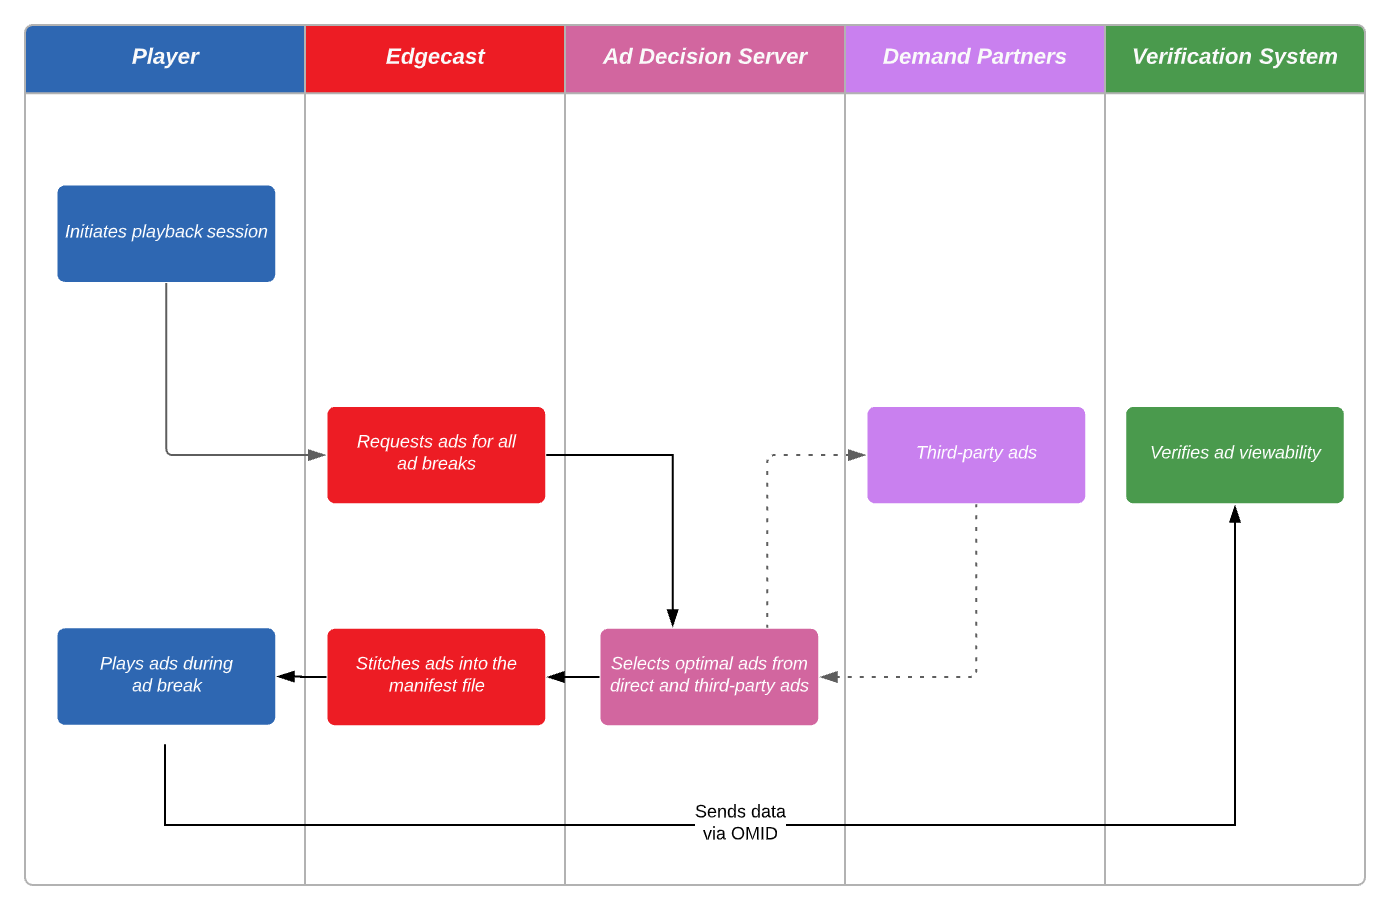 Player
Edgecast
Ad Decision Server
Demand Partners
Verification System
Initiates playback session
Requests ads for all
ad breaks
Third-party ads
Verifies ad viewability
Plays ads during
ad break
Stitches ads into the
manifest file
Selects optimal ads from
direct and third-party ads
Sends data
via OMID